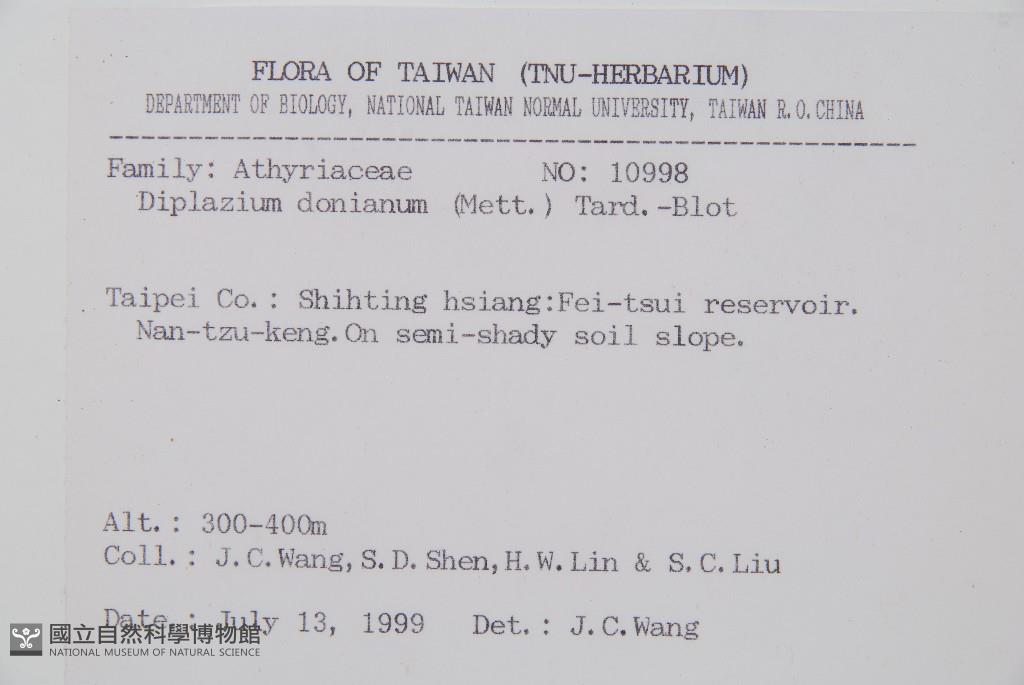 FLORA OF TAIWAN (TNU-HERBARIUM)
DEPARTMENT OF BIOLOGY, NATIONAL TAIWAN NORMAL UNIVERSITY, TAIWAN R.O.CHINA
Family: Athyriaceae NO: 10998
Diplazium donianum (Mett.) Tard.-Blot
Taipei Co.: Shihting hsiang:Fei-tsui reservoir.
Nan-tzu-keng.On semi-shady soil slope.
Alt.: 300-400m
Coll.: J.C.Wang,S.D.Shen,H.W.Lin & S.C.Liu
Date.: July 13, 1999 Det.: J.C.Wang
國立自然科學博物館
NATIONAL MUSEUM OF NATURAL SCIENCE